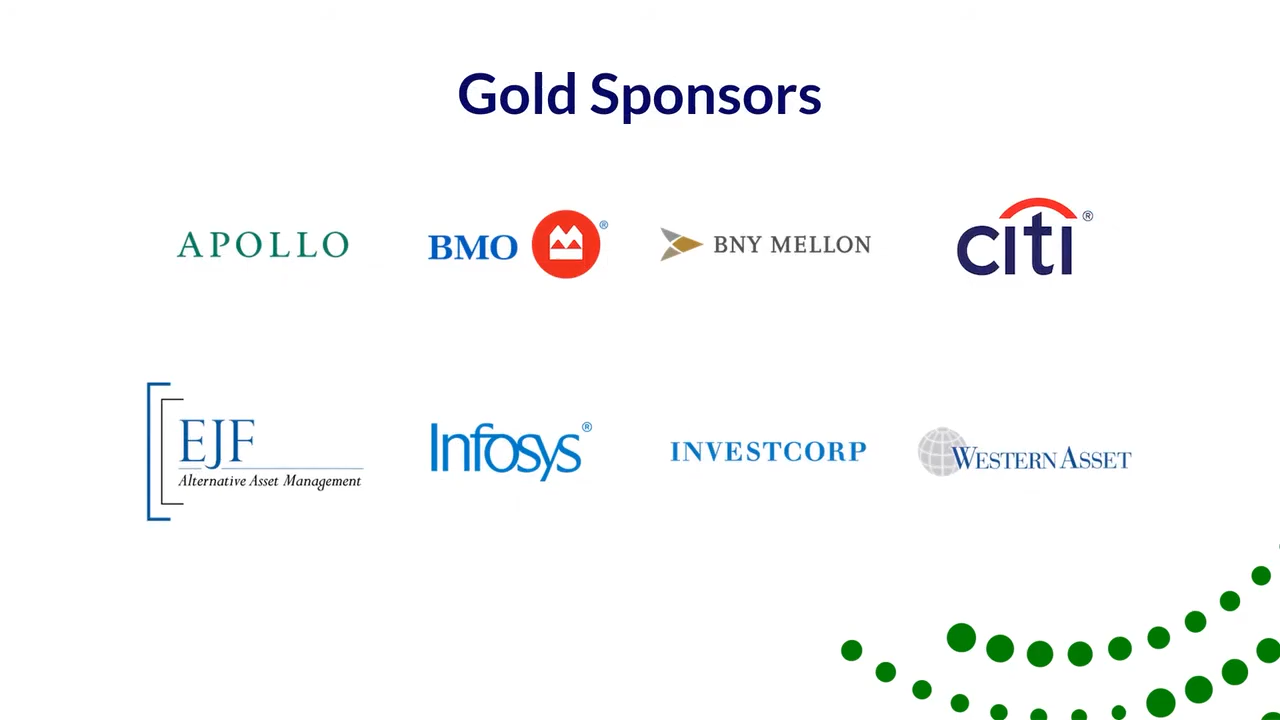 Gold Sponsors
APOLLO
BMO ®
BNY MELLON
citi ®
EJF
Alternative Asset Management
Infosys ®
INVESTCORP
WESTERN ASSET